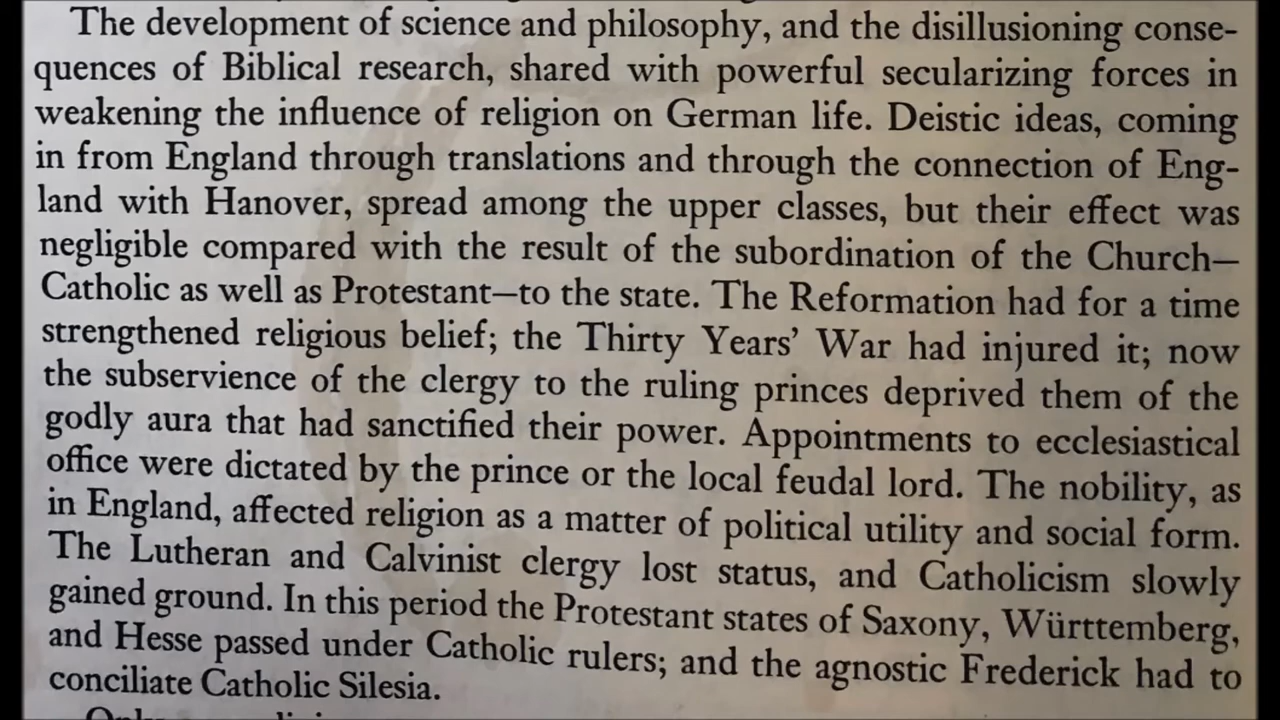 The development of science and philosophy, and the disillusioning conse-
quences of Biblical research, shared with powerful secularizing forces in
weakening the influence of religion on German life. Deistic ideas, coming
in from England through translations and through the connection of Eng-
land with Hanover, spread among the upper classes, but their effect was
negligible compared with the result of the subordination of the Church—
Catholic as well as Protestant—to the state. The Reformation had for a time
strengthened religious belief; the Thirty Years’ War had injured it; now
the subservience of the clergy to the ruling princes deprived them of the
godly aura that had sanctified their power. Appointments to ecclesiastical
office were dictated by the prince or the local feudal lord. The nobility, as
in England, affected religion as a matter of political utility and social form.
The Lutheran and Calvinist clergy lost status, and Catholicism slowly
gained ground. In this period the Protestant states of Saxony, Württemberg,
and Hesse passed under Catholic rulers; and the agnostic Frederick had to
conciliate Catholic Silesia.